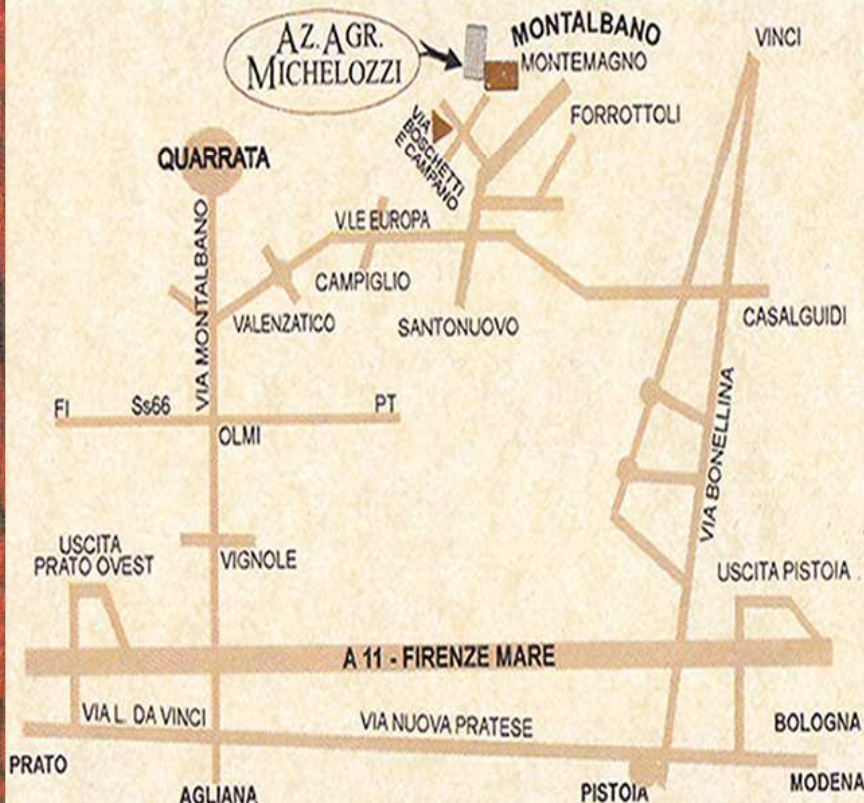 AZ. AGR.
MICHELOZZI
MONTALBANO
MONTEMAGNO
VINCI
FORROTTOLI
VIA
BOSCHETTI
E CAMPANO
QUARRATA
V.LE EUROPA
VIA MONTALBANO
CAMPIGLIO
VALENZATICO
SANTONUOVO
CASALGUIDI
FI
Ss66
PT
OLMI
VIA BONELLINA
USCITA
PRATO OVEST
VIGNOLE
USCITA PISTOIA
A 11 - FIRENZE MARE
VIA L. DA VINCI
VIA NUOVA PRATESE
BOLOGNA
PRATO
AGLIANA
PISTOIA
MODENA